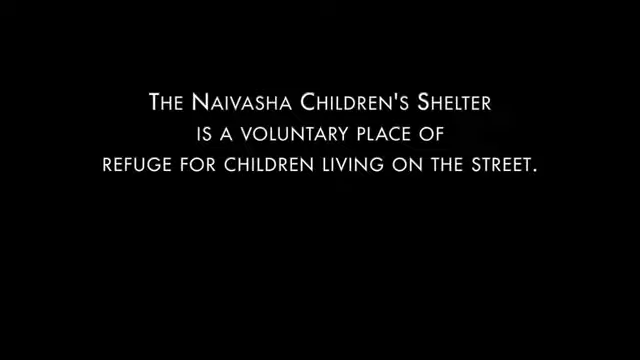 The Naivasha Children's Shelter
is a voluntary place of
refuge for children living on the street.